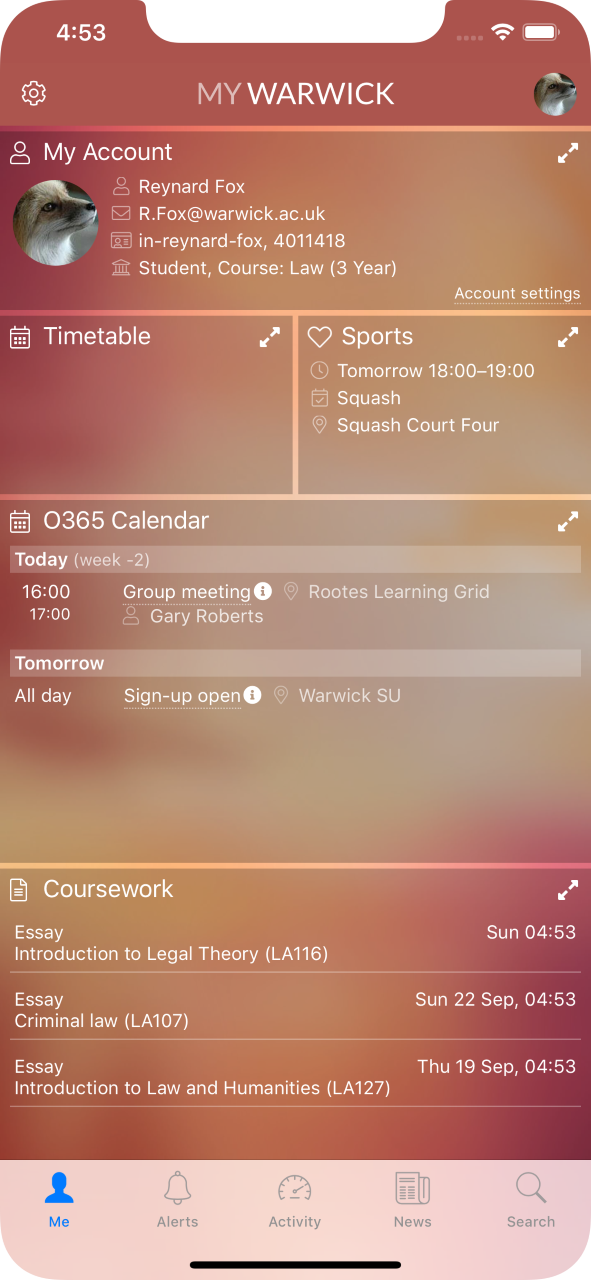 4:53
MY WARWICK
My Account
Reynard Fox
R.Fox@warwick.ac.uk
in-reynard-fox, 4011418
Student, Course: Law (3 Year)
Account settings
Timetable
Sports
Tomorrow 18:00–19:00
Squash
Squash Court Four
O365 Calendar
Today (week -2)
16:00 Group meeting Rootes Learning Grid
17:00 Gary Roberts
Tomorrow
All day Sign-up open Warwick SU
Coursework
Essay Sun 04:53
Introduction to Legal Theory (LA116)
Essay Sun 22 Sep, 04:53
Criminal law (LA107)
Essay Thu 19 Sep, 04:53
Introduction to Law and Humanities (LA127)
Me Alerts Activity News Search